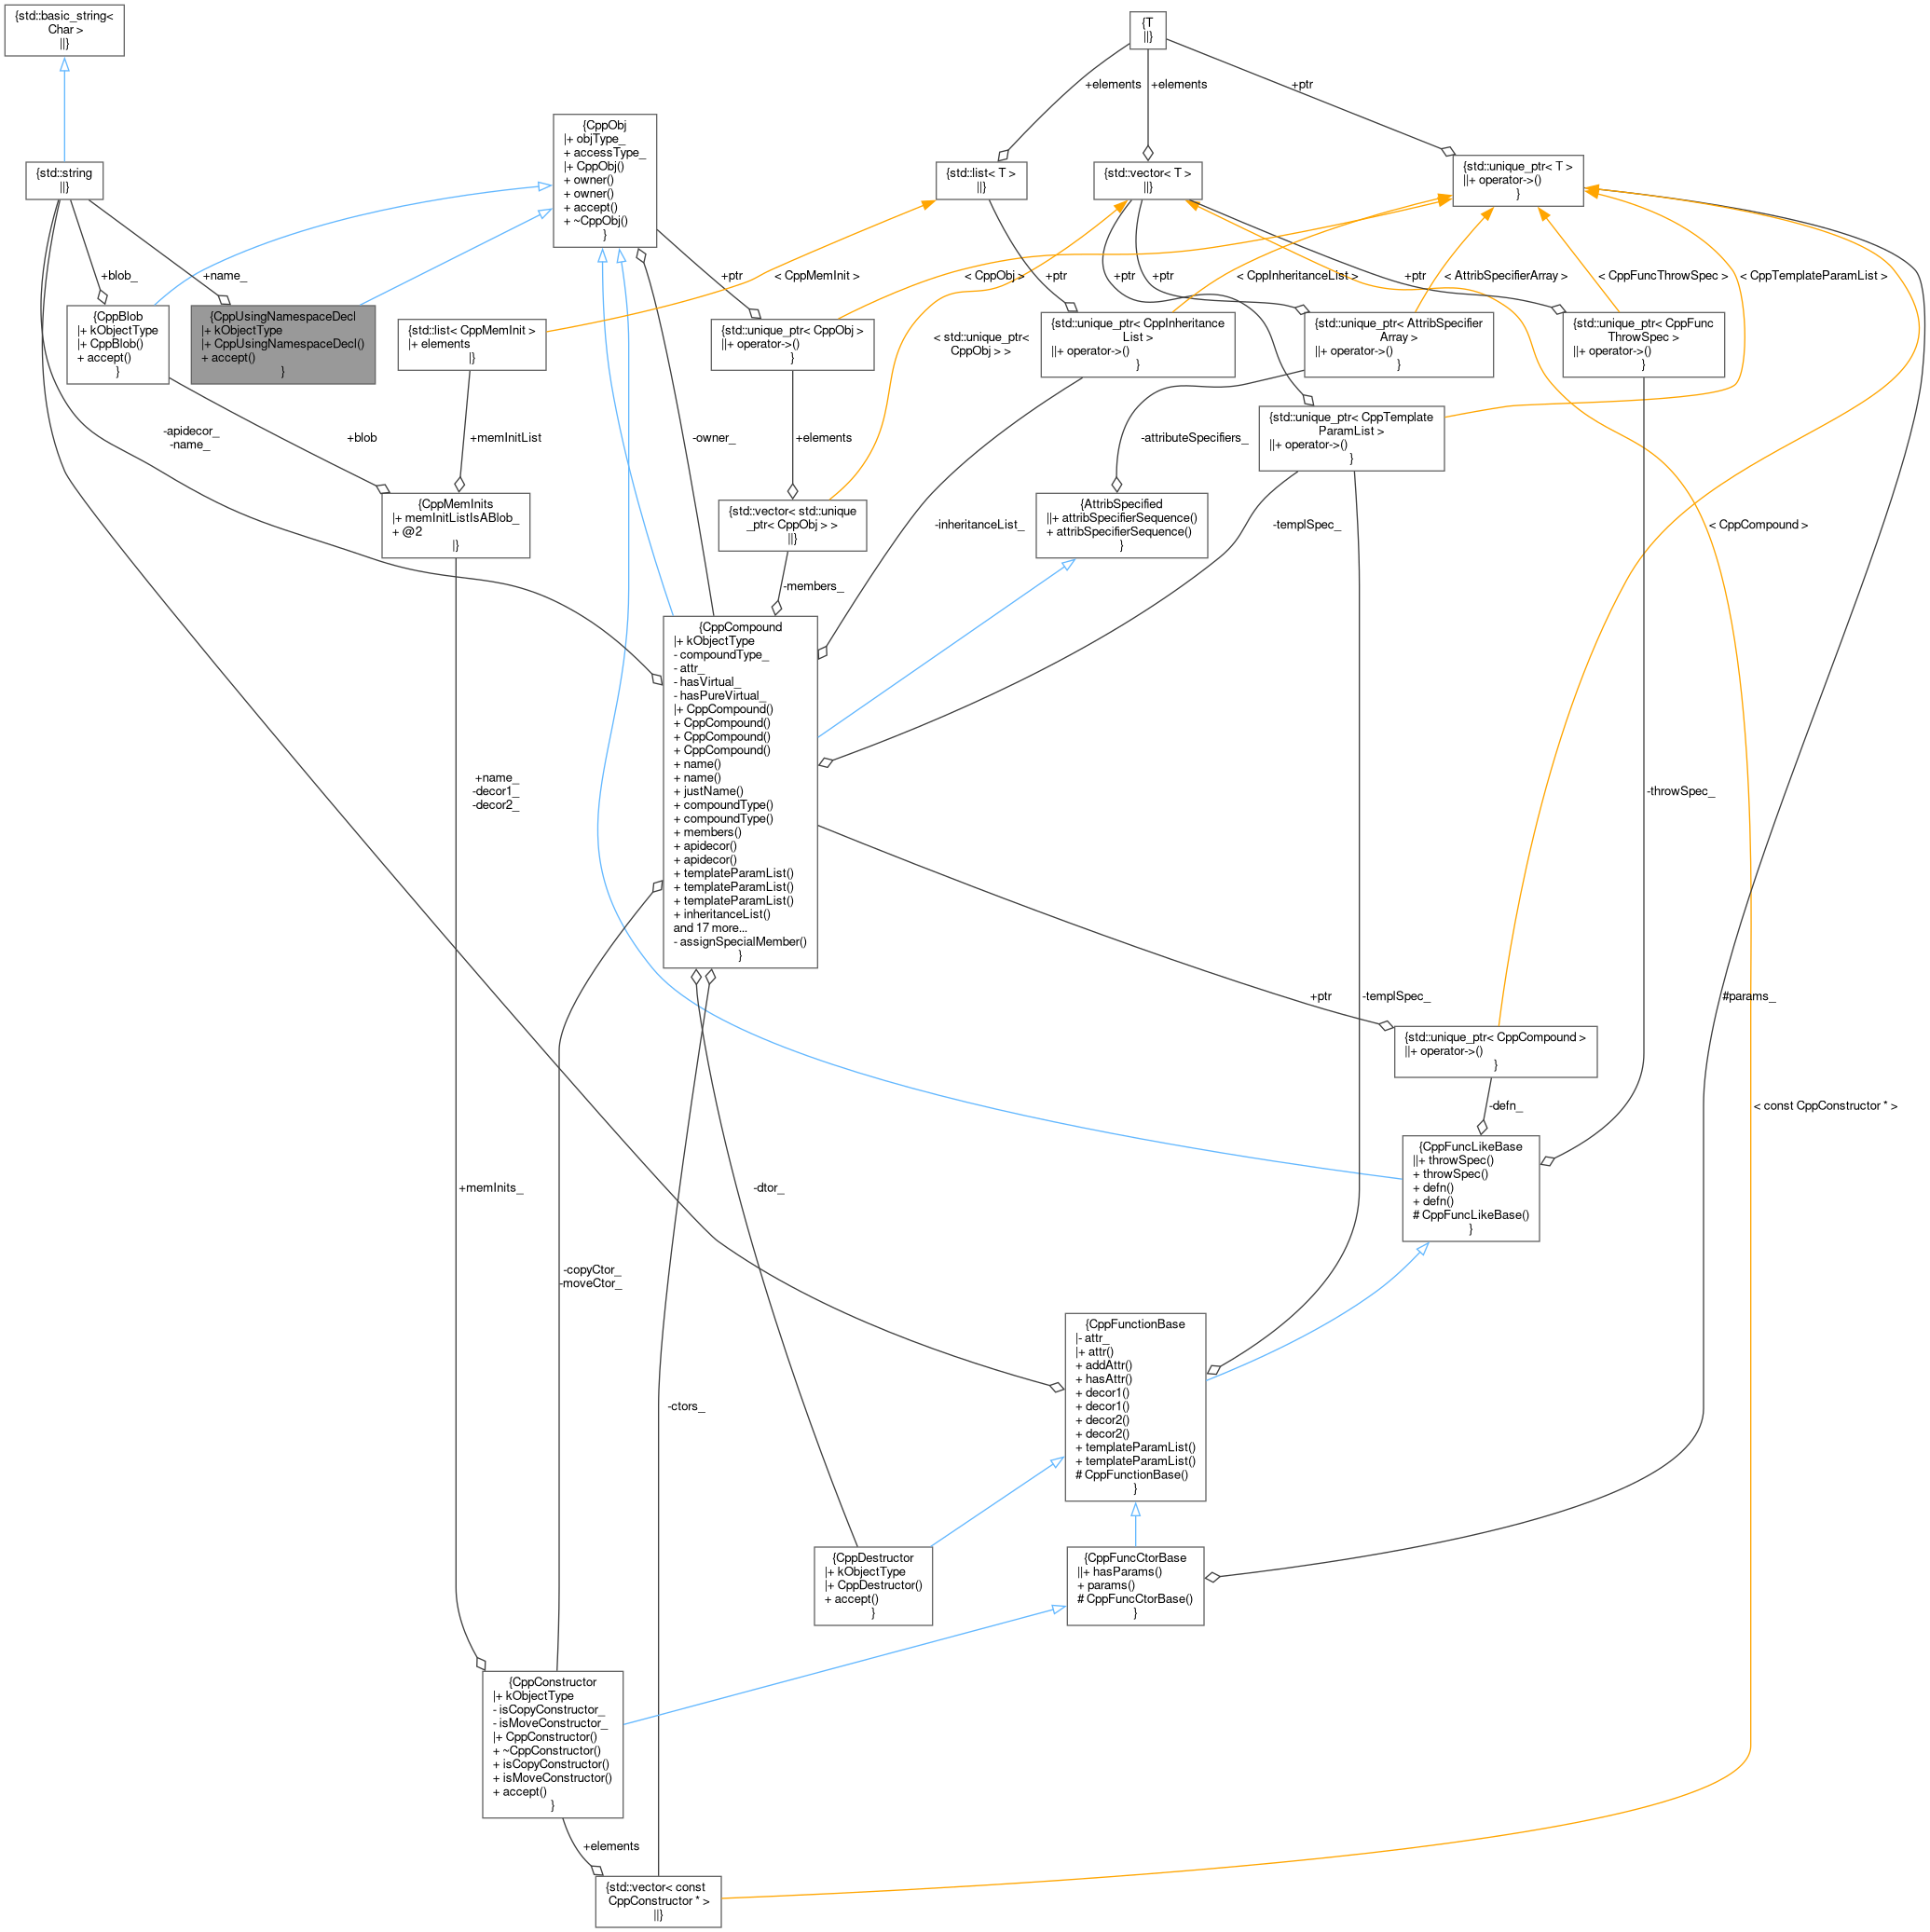 {std::basic_string<
Char >
||}
{T
||}
+elements
+elements
+ptr
{CppObj
|+ objType_
+ accessType_
|+ CppObj()
+ owner()
+ owner()
+ accept()
+ ~CppObj()
}
{std::string
||}
{std::list< T >
||}
{std::vector< T >
||}
{std::unique_ptr< T >
||+ operator->()
}
+blob_
+name_
+ptr
< CppMemInit >
< CppObj >
+ptr
+ptr
+ptr
< CppInheritanceList >
+ptr
< AttribSpecifierArray >
< CppFuncThrowSpec >
< CppTemplateParamList >
{CppBlob
|+ kObjectType
|+ CppBlob()
+ accept()
}
{CppUsingNamespaceDecl
|+ kObjectType
|+ CppUsingNamespaceDecl()
+ accept()
}
{std::list< CppMemInit >
|+ elements
|}
{std::unique_ptr< CppObj >
||+ operator->()
}
< std::unique_ptr<
CppObj > >
{std::unique_ptr< CppInheritance
List >
||+ operator->()
}
{std::unique_ptr< AttribSpecifier
Array >
||+ operator->()
}
{std::unique_ptr< CppFunc
ThrowSpec >
||+ operator->()
}
-apidecor_
-name_
+blob
+memInitList
-owner_
+elements
-attributeSpecifiers_
{std::unique_ptr< CppTemplate
ParamList >
||+ operator->()
}
{CppMemInits
|+ memInitListIsABlob_
+ @2
|}
{std::vector< std::unique
_ptr< CppObj > >
||}
-inheritanceList_
{AttribSpecified
||+ attribSpecifierSequence()
+ attribSpecifierSequence()
}
-templSpec_
< CppCompound >
-members_
{CppCompound
|+ kObjectType
- compoundType_
- attr_
- hasVirtual_
- hasPureVirtual_
|+ CppCompound()
+ CppCompound()
+ CppCompound()
+ CppCompound()
+ name()
+ name()
+ justName()
+ compoundType()
+ compoundType()
+ members()
+ apidecor()
+ apidecor()
+ templateParamList()
+ templateParamList()
+ templateParamList()
+ inheritanceList()
and 17 more...
- assignSpecialMember()
}
+name_
-decor1_
-decor2_
-throwSpec_
+ptr
-templSpec_
#params_
{std::unique_ptr< CppCompound >
||+ operator->()
}
-defn_
< const CppConstructor * >
{CppFuncLikeBase
||+ throwSpec()
+ throwSpec()
+ defn()
+ defn()
# CppFuncLikeBase()
}
+memInits_
-dtor_
-copyCtor_
-moveCtor_
{CppFunctionBase
|- attr_
|+ attr()
+ addAttr()
+ hasAttr()
+ decor1()
+ decor1()
+ decor2()
+ decor2()
+ templateParamList()
+ templateParamList()
# CppFunctionBase()
}
-ctors_
{CppDestructor
|+ kObjectType
|+ CppDestructor()
+ accept()
}
{CppFuncCtorBase
||+ hasParams()
+ params()
# CppFuncCtorBase()
}
{CppConstructor
|+ kObjectType
- isCopyConstructor_
- isMoveConstructor_
|+ CppConstructor()
+ ~CppConstructor()
+ isCopyConstructor()
+ isMoveConstructor()
+ accept()
}
+elements
{std::vector< const
CppConstructor * >
||}